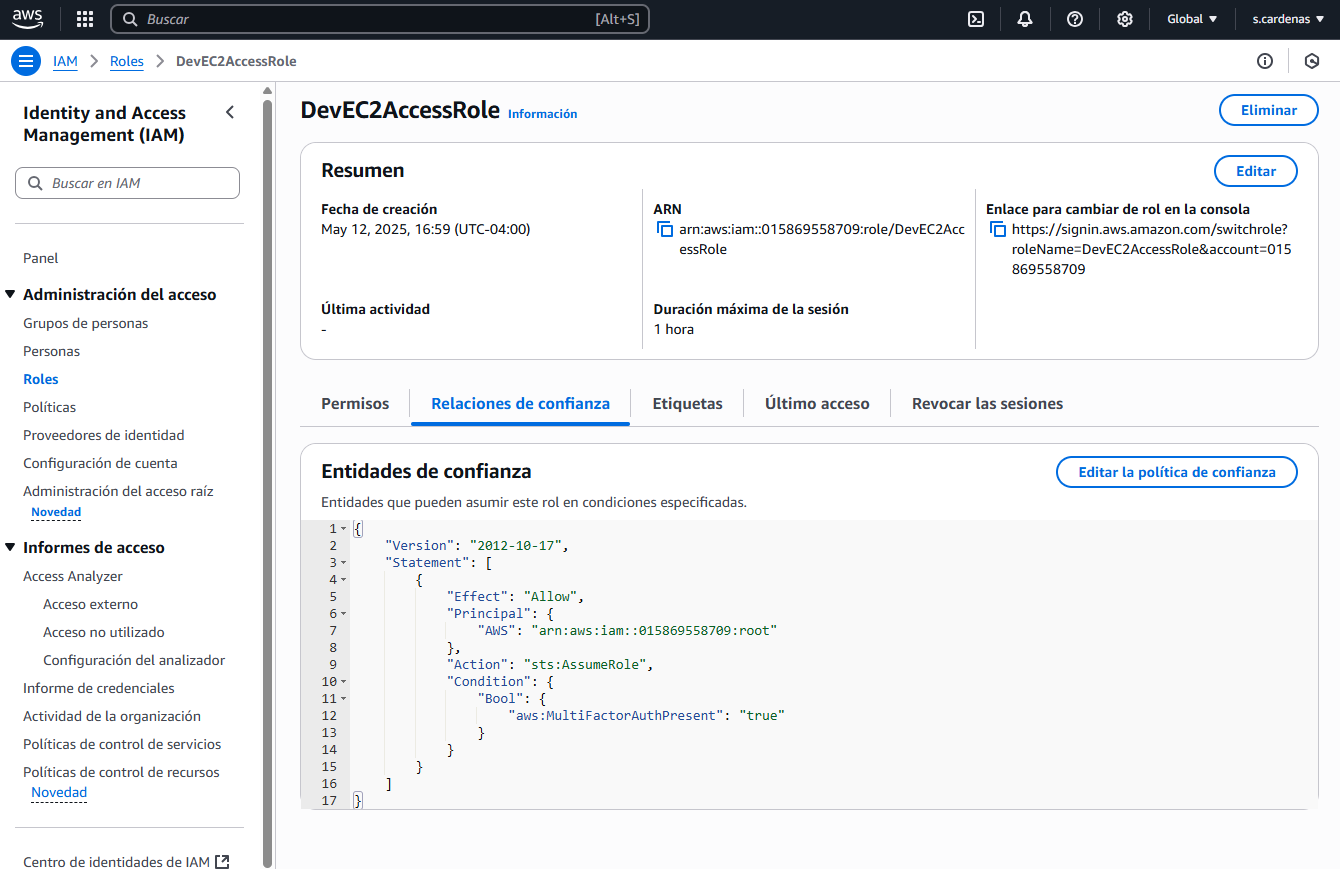 aws
Buscar
[Alt+S]
Global
s.cardenas
IAM
Roles
DevEC2AccessRole
Identity and Access
Management (IAM)
Buscar en IAM
Panel
Administración del acceso
Grupos de personas
Personas
Roles
Políticas
Proveedores de identidad
Configuración de cuenta
Administración del acceso raíz
Novedad
Informes de acceso
Access Analyzer
Acceso externo
Acceso no utilizado
Configuración del analizador
Informe de credenciales
Actividad de la organización
Políticas de control de servicios
Políticas de control de recursos
Novedad
Centro de identidades de IAM
DevEC2AccessRole Información
Eliminar
Resumen
Editar
Fecha de creación
May 12, 2025, 16:59 (UTC-04:00)
ARN
arn:aws:iam::015869558709:role/DevEC2Acc
essRole
Enlace para cambiar de rol en la consola
https://signin.aws.amazon.com/switchrole?
roleName=DevEC2AccessRole&account=015
869558709
Última actividad
-
Duración máxima de la sesión
1 hora
Permisos
Relaciones de confianza
Etiquetas
Último acceso
Revocar las sesiones
Entidades de confianza
Editar la política de confianza
Entidades que pueden asumir este rol en condiciones especificadas.
1 {
2 "Version": "2012-10-17",
3 "Statement": [
4 {
5 "Effect": "Allow",
6 "Principal": {
7 "AWS": "arn:aws:iam::015869558709:root"
8 },
9 "Action": "sts:AssumeRole",
10 "Condition": {
11 "Bool": {
12 "aws:MultiFactorAuthPresent": "true"
13 }
14 }
15 }
16 ]
17 }